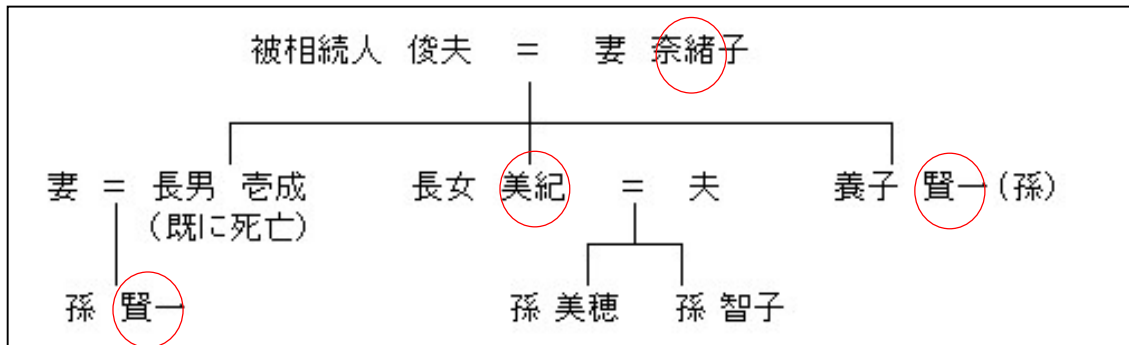 被相続人 俊夫 = 妻 奈緒子
妻 = 長男 壱成 長女 美紀 = 夫 養子 賢一 (孫)
(既に死亡)
孫 賢一 孫 美穂 孫 智子